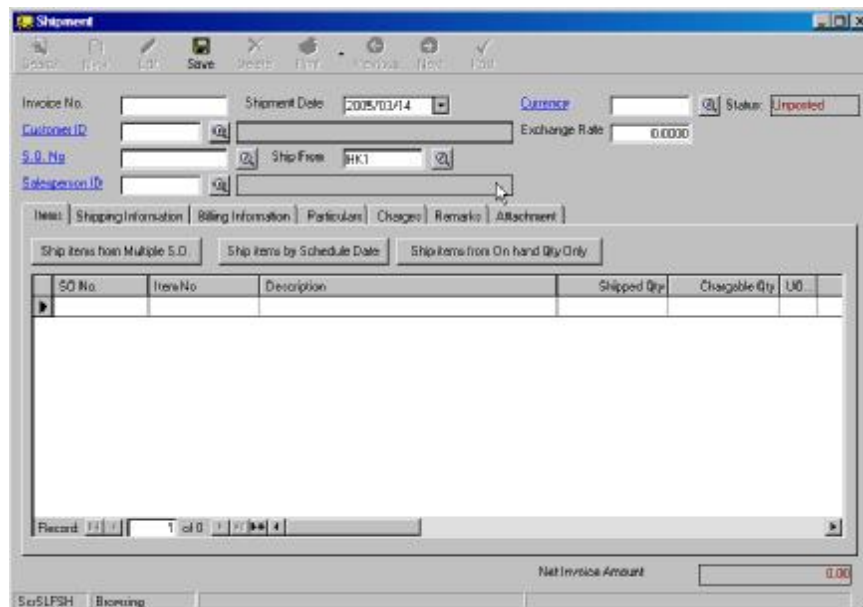 Shipment
Search New Edit Save Delete Print Previous Next Post
Invoice No. Shipment Date 2005/03/14 Currency Status: Unposted
Customer ID Exchange Rate 0.0000
S.O. No Ship From HK1
Salesperson ID
Items Shipping Information Billing Information Particulars Charges Remarks Attachment
Ship items from Multiple S.O. Ship items by Schedule Date Ship items from On hand Qty Only
SO No. Item No Description Shipped Qty Chargable Qty UO...
Record: 1 of 0
Net Invoice Amount 0.00
ScrSLFSH Browsing